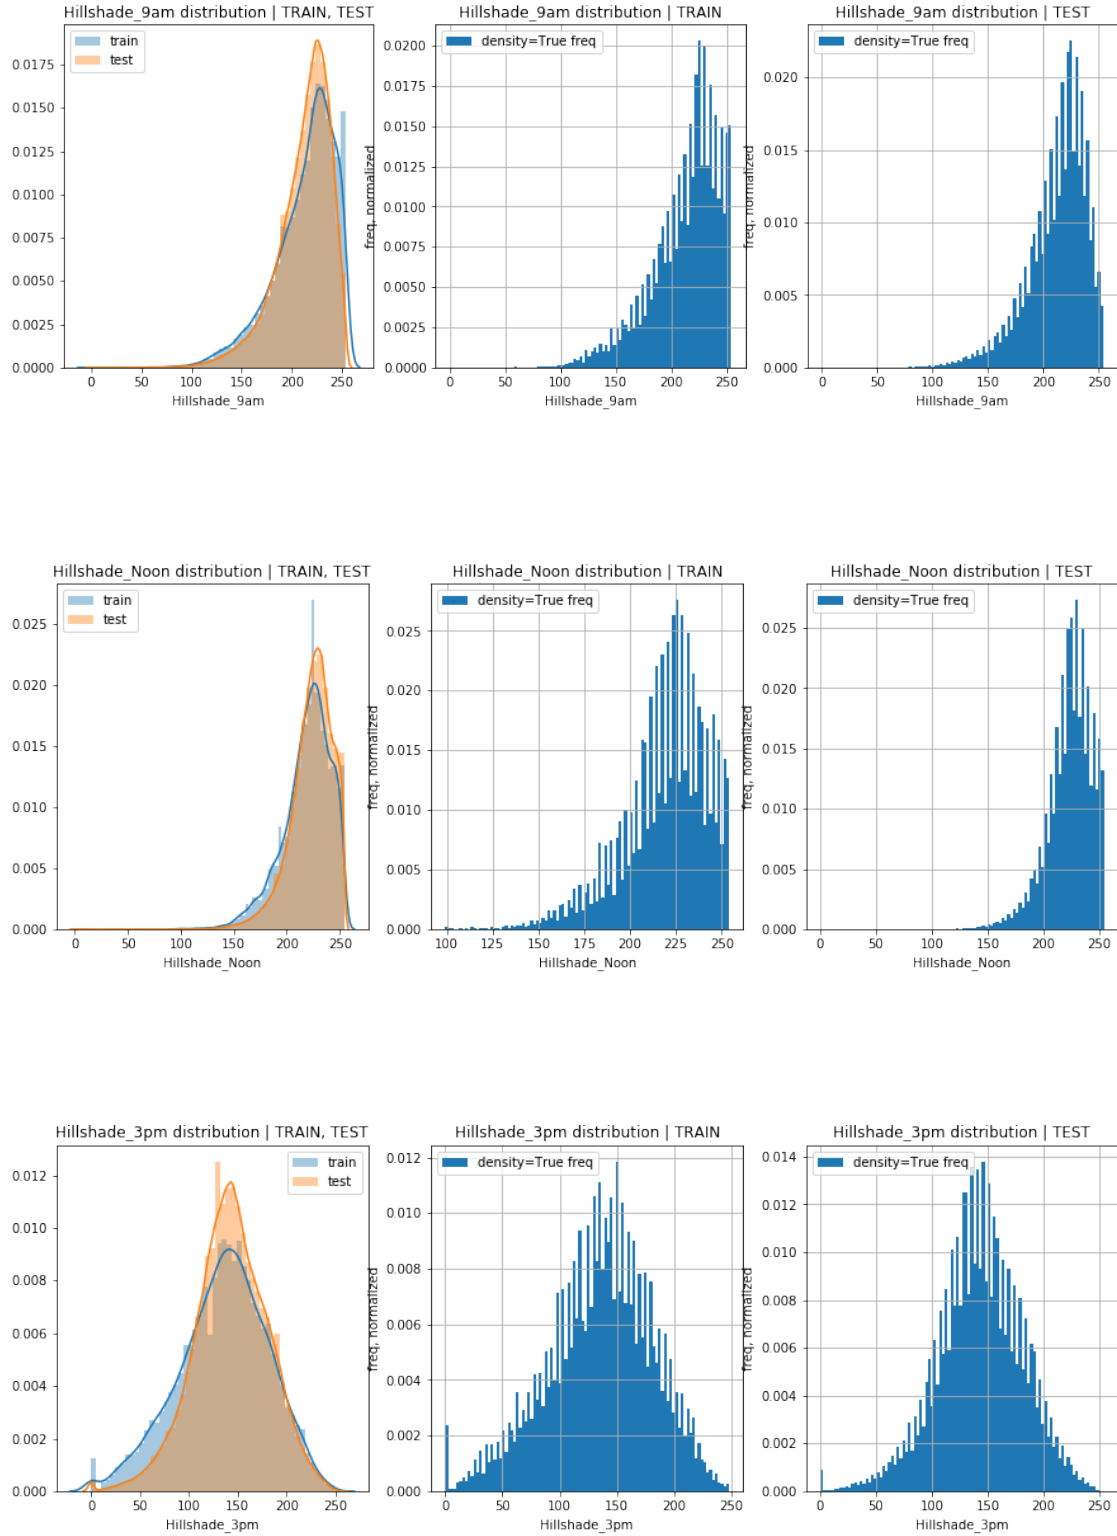 Hillshade_9am distribution | TRAIN, TEST
train
test
0.0175
0.0150
0.0125
0.0100
0.0075
0.0050
0.0025
0.0000
0 50 100 150 200 250
Hillshade_9am
Hillshade_9am distribution | TRAIN
density=True freq
freq, normalized
0.0200
0.0175
0.0150
0.0125
0.0100
0.0075
0.0050
0.0025
0.0000
0 50 100 150 200 250
Hillshade_9am
Hillshade_9am distribution | TEST
density=True freq
freq, normalized
0.020
0.015
0.010
0.005
0.000
0 50 100 150 200 250
Hillshade_9am
Hillshade_Noon distribution | TRAIN, TEST
train
test
0.025
0.020
0.015
0.010
0.005
0.000
0 50 100 150 200 250
Hillshade_Noon
Hillshade_Noon distribution | TRAIN
density=True freq
freq, normalized
0.025
0.020
0.015
0.010
0.005
0.000
100 125 150 175 200 225 250
Hillshade_Noon
Hillshade_Noon distribution | TEST
density=True freq
freq, normalized
0.025
0.020
0.015
0.010
0.005
0.000
0 50 100 150 200 250
Hillshade_Noon
Hillshade_3pm distribution | TRAIN, TEST
train
test
0.012
0.010
0.008
0.006
0.004
0.002
0.000
0 50 100 150 200 250
Hillshade_3pm
Hillshade_3pm distribution | TRAIN
density=True freq
freq, normalized
0.012
0.010
0.008
0.006
0.004
0.002
0.000
0 50 100 150 200 250
Hillshade_3pm
Hillshade_3pm distribution | TEST
density=True freq
freq, normalized
0.014
0.012
0.010
0.008
0.006
0.004
0.002
0.000
0 50 100 150 200 250
Hillshade_3pm